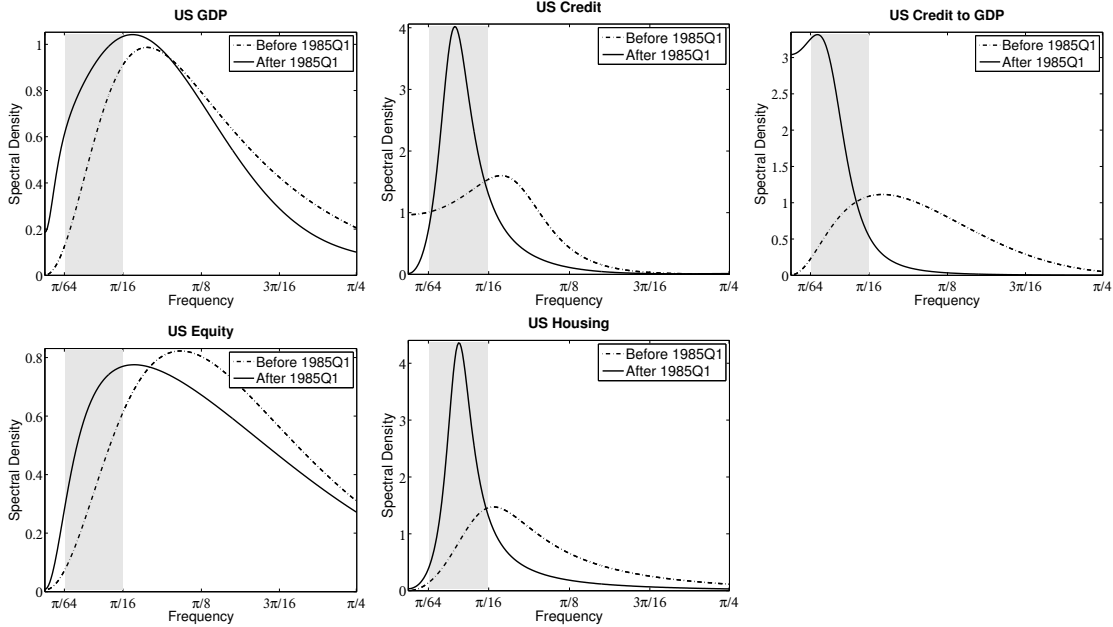 US GDP
Before 1985Q1
After 1985Q1
1
0.8
0.6
0.4
0.2
0
Spectral Density
π/64
π/16
π/8
3π/16
π/4
Frequency
US Credit
Before 1985Q1
After 1985Q1
4
3
2
1
0
Spectral Density
π/64
π/16
π/8
3π/16
π/4
Frequency
US Credit to GDP
Before 1985Q1
After 1985Q1
3
2.5
2
1.5
1
0.5
0
Spectral Density
π/64
π/16
π/8
3π/16
π/4
Frequency
US Equity
Before 1985Q1
After 1985Q1
0.8
0.6
0.4
0.2
0
Spectral Density
π/64
π/16
π/8
3π/16
π/4
Frequency
US Housing
Before 1985Q1
After 1985Q1
4
3
2
1
0
Spectral Density
π/64
π/16
π/8
3π/16
π/4
Frequency